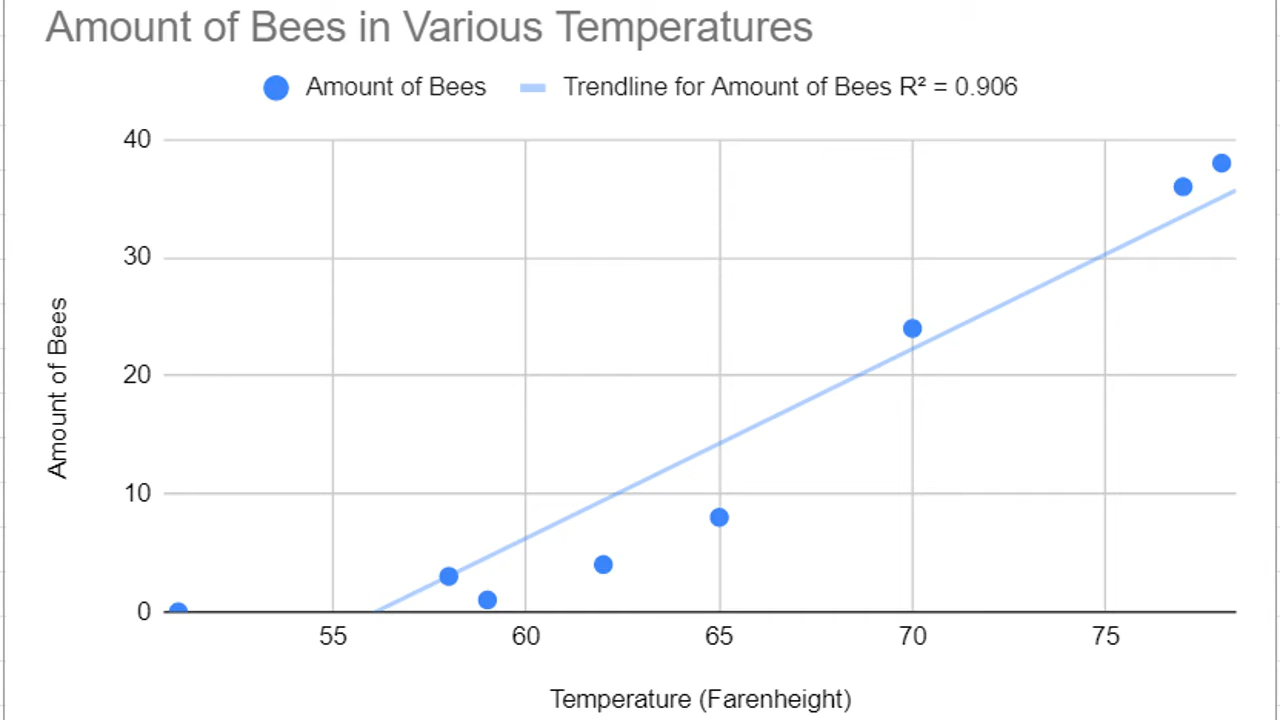 Amount of Bees in Various Temperatures
Amount of Bees
Trendline for Amount of Bees R² = 0.906
40
30
20
10
0
Amount of Bees
55 60 65 70 75
Temperature (Farenheight)